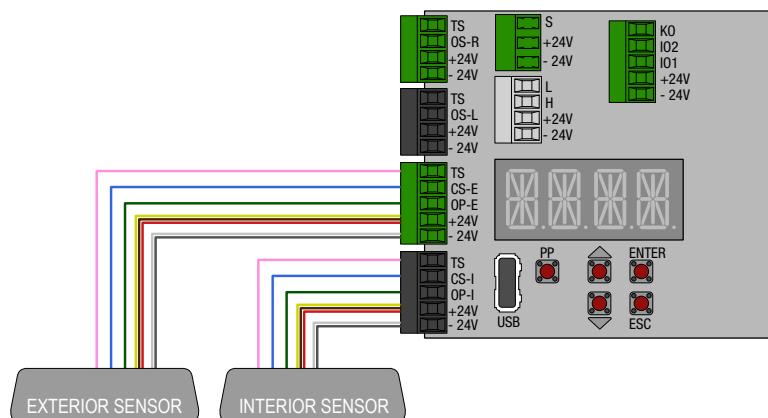 TS
OS-R
+24V
- 24V
S
+24V
- 24V
KO
IO2
IO1
+24V
- 24V
TS
OS-L
+24V
- 24V
L
H
+24V
- 24V
TS
CS-E
OP-E
+24V
- 24V
TS
CS-I
OP-I
+24V
- 24V
PP
ENTER
USB
ESC
EXTERIOR SENSOR
INTERIOR SENSOR